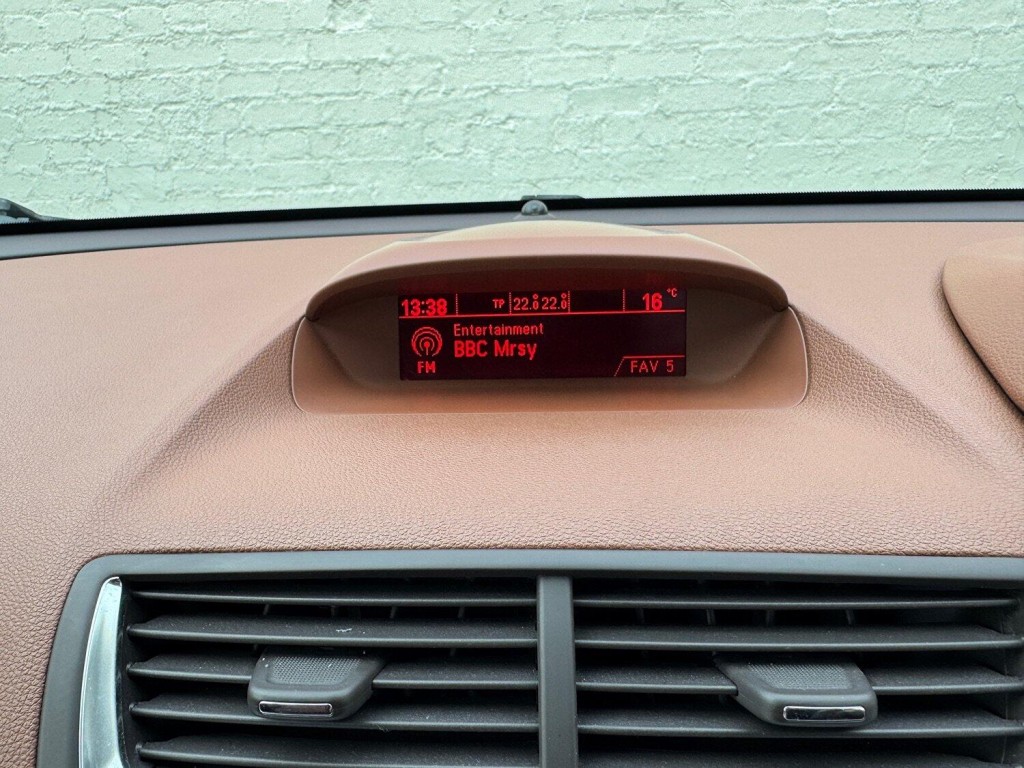 13:38 TP 22.0° 22.0° 16 °C
Entertainment
BBC Mrsy
FM FAV 5